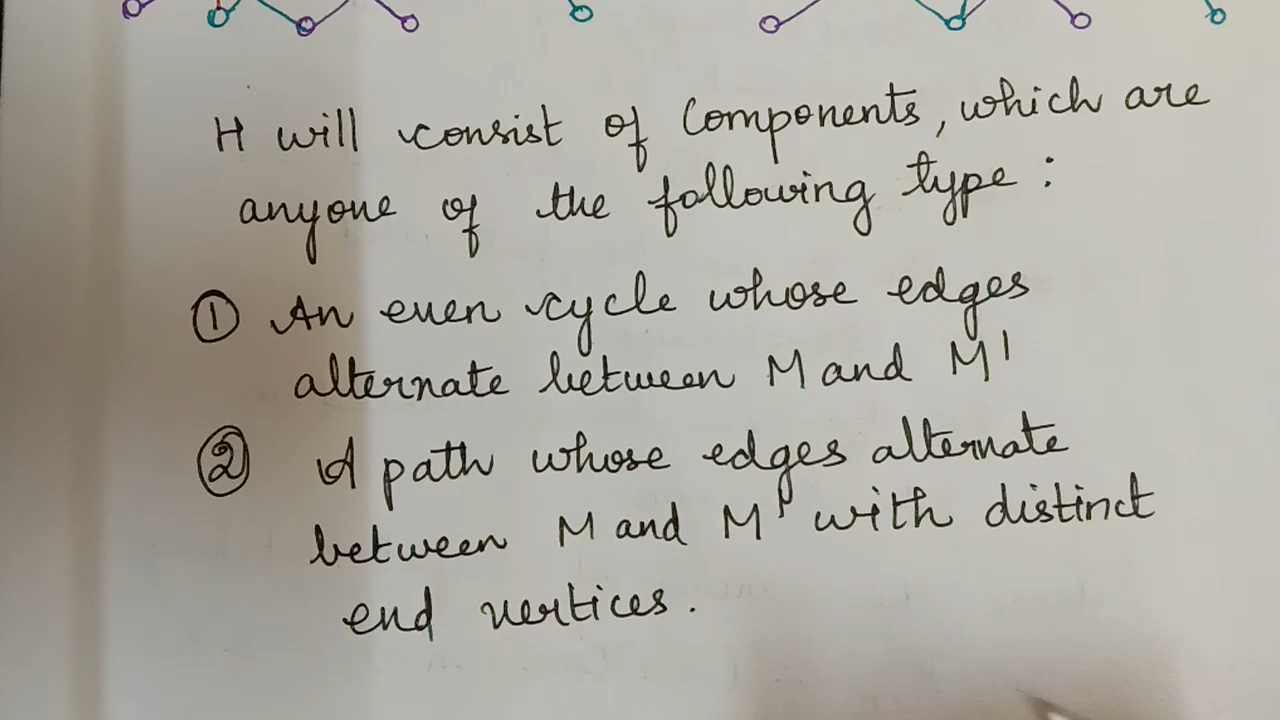 H will consist of Components, which are
anyone of the following type :
① An even cycle whose edges
alternate between M and M'
② A path whose edges alternate
between M and M' with distinct
end vertices.